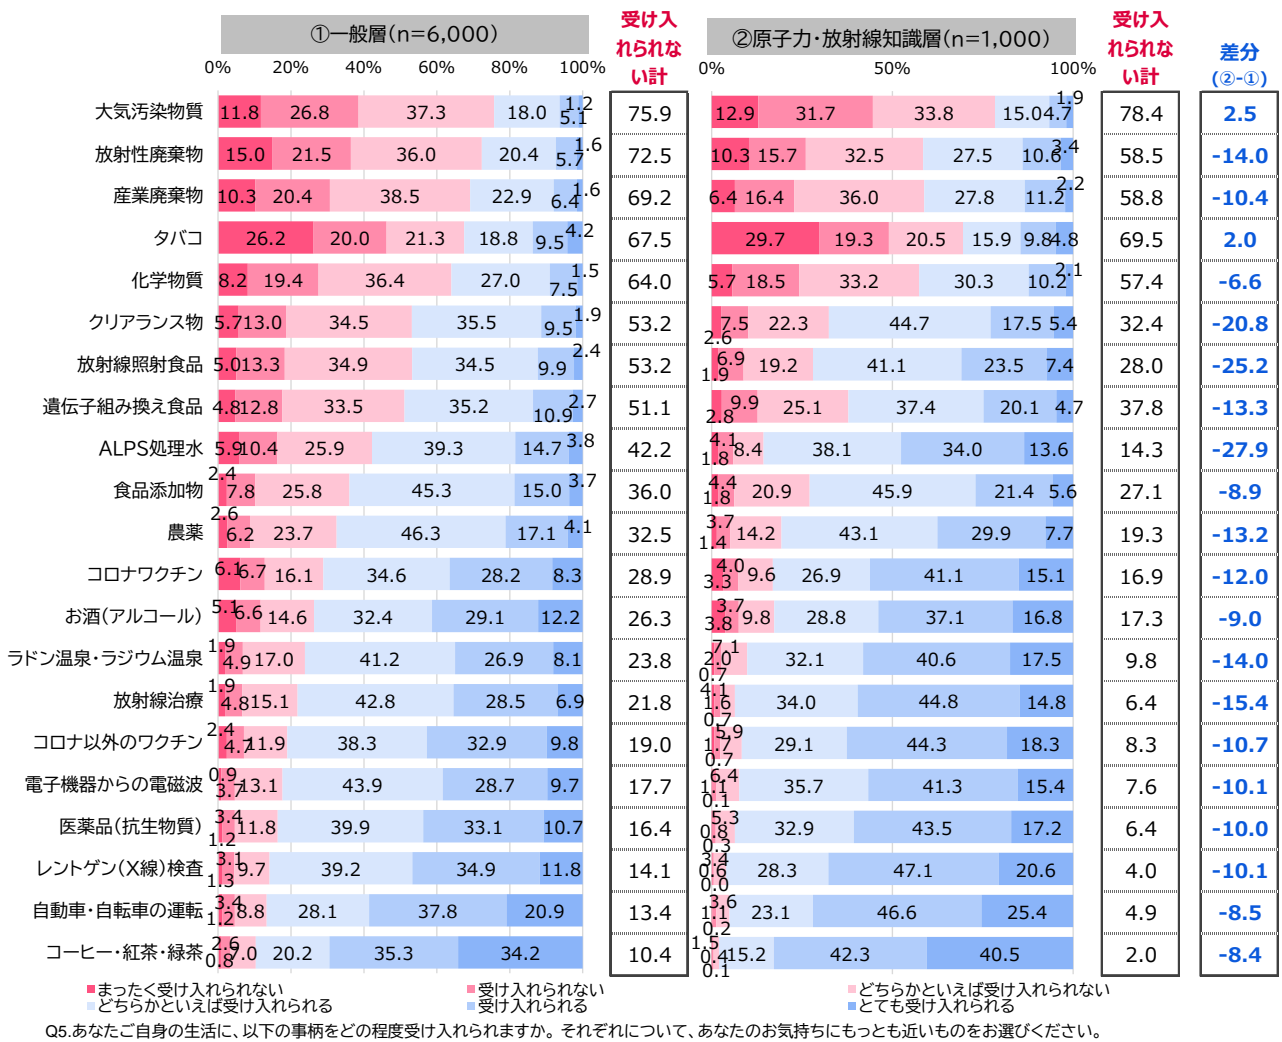 ①一般層(n=6,000) 受け入れられない計 ②原子力・放射線知識層(n=1,000) 受け入れられない計 差分(②-①)
0% 20% 40% 60% 80% 100% 0% 50% 100%
大気汚染物質 11.8 26.8 37.3 18.0 5.1 1.2 75.9 12.9 31.7 33.8 15.0 4.7 1.9 78.4 2.5
放射性廃棄物 15.0 21.5 36.0 20.4 5.7 1.6 72.5 10.3 15.7 32.5 27.5 10.6 3.4 58.5 -14.0
産業廃棄物 10.3 20.4 38.5 22.9 6.4 1.6 69.2 6.4 16.4 36.0 27.8 11.2 2.2 58.8 -10.4
タバコ 26.2 20.0 21.3 18.8 9.5 4.2 67.5 29.7 19.3 20.5 15.9 9.8 4.8 69.5 2.0
化学物質 8.2 19.4 36.4 27.0 7.5 1.5 64.0 5.7 18.5 33.2 30.3 10.2 2.1 57.4 -6.6
クリアランス物 5.7 13.0 34.5 35.5 9.5 1.9 53.2 2.6 7.5 22.3 44.7 17.5 5.4 32.4 -20.8
放射線照射食品 5.0 13.3 34.9 34.5 9.9 2.4 53.2 1.9 6.9 19.2 41.1 23.5 7.4 28.0 -25.2
遺伝子組み換え食品 4.8 12.8 33.5 35.2 10.9 2.7 51.1 2.8 9.9 25.1 37.4 20.1 4.7 37.8 -13.3
ALPS処理水 5.9 10.4 25.9 39.3 14.7 3.8 42.2 1.8 4.1 8.4 38.1 34.0 13.6 14.3 -27.9
食品添加物 2.4 7.8 25.8 45.3 15.0 3.7 36.0 1.8 4.4 20.9 45.9 21.4 5.6 27.1 -8.9
農薬 2.6 6.2 23.7 46.3 17.1 4.1 32.5 1.4 3.7 14.2 43.1 29.9 7.7 19.3 -13.2
コロナワクチン 6.1 6.7 16.1 34.6 28.2 8.3 28.9 3.3 4.0 9.6 26.9 41.1 15.1 16.9 -12.0
お酒(アルコール) 5.1 6.6 14.6 32.4 29.1 12.2 26.3 3.8 3.7 9.8 28.8 37.1 16.8 17.3 -9.0
ラドン温泉・ラジウム温泉 1.9 4.9 17.0 41.2 26.9 8.1 23.8 0.7 2.0 7.1 32.1 40.6 17.5 9.8 -14.0
放射線治療 1.9 4.8 15.1 42.8 28.5 6.9 21.8 0.7 1.6 4.1 34.0 44.8 14.8 6.4 -15.4
コロナ以外のワクチン 2.4 4.7 11.9 38.3 32.9 9.8 19.0 0.7 1.7 5.9 29.1 44.3 18.3 8.3 -10.7
電子機器からの電磁波 0.9 3.7 13.1 43.9 28.7 9.7 17.7 0.1 1.1 6.4 35.7 41.3 15.4 7.6 -10.1
医薬品(抗生物質) 1.2 3.4 11.8 39.9 33.1 10.7 16.4 0.3 0.8 5.3 32.9 43.5 17.2 6.4 -10.0
レントゲン(X線)検査 1.3 3.1 9.7 39.2 34.9 11.8 14.1 0.0 0.6 3.4 28.3 47.1 20.6 4.0 -10.1
自動車・自転車の運転 1.2 3.4 8.8 28.1 37.8 20.9 13.4 0.2 1.1 3.6 23.1 46.6 25.4 4.9 -8.5
コーヒー・紅茶・緑茶 0.8 2.6 7.0 20.2 35.3 34.2 10.4 0.1 0.4 1.5 15.2 42.3 40.5 2.0 -8.4
まったく受け入れられない 受け入れられない どちらかといえば受け入れられない
どちらかといえば受け入れられる 受け入れられる とても受け入れられる
Q5.あなたご自身の生活に、以下の事柄をどの程度受け入れられますか。それぞれについて、あなたのお気持ちにもっとも近いものをお選びください。